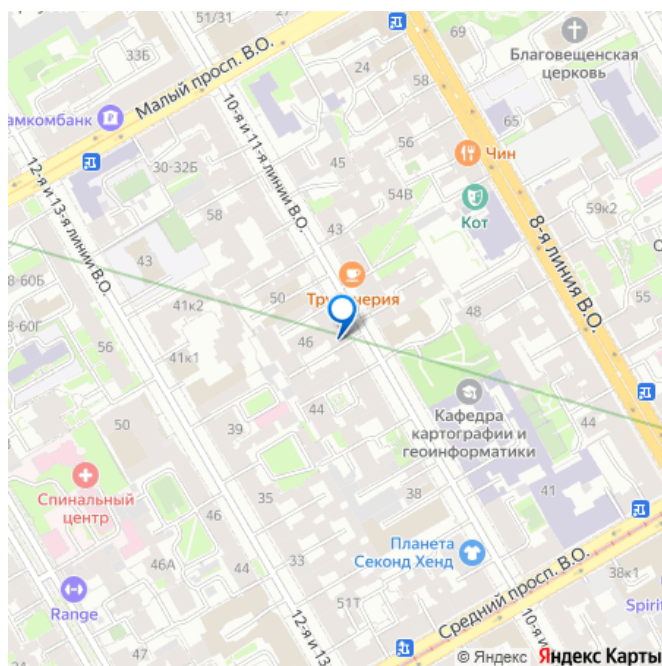 51/31
27
69
33Б
Малый просп. В.О.
24
58
Благовещенская
церковь
амкомбанк
10-я и 11-я линии В.О.
56
65
Чин
12-я и 13-я линии В.О.
30-32Б
45
58
54В
59к2
Кот
43
43
8-я линия В.О.
8-60Б
50
41к2
48
55
8-60Г
46
56
41к1
44
50
39
Кафедра
картографии и
геоинформатики
44
Спинальный
центр
35
38
41
46
Планета
Секонд Хенд
46А
33
38к1
Range
51Т
Средний просп. В.О.
Spirit
47
44
12-я и 13
10-я и
© Яндекс Яндекс Карты